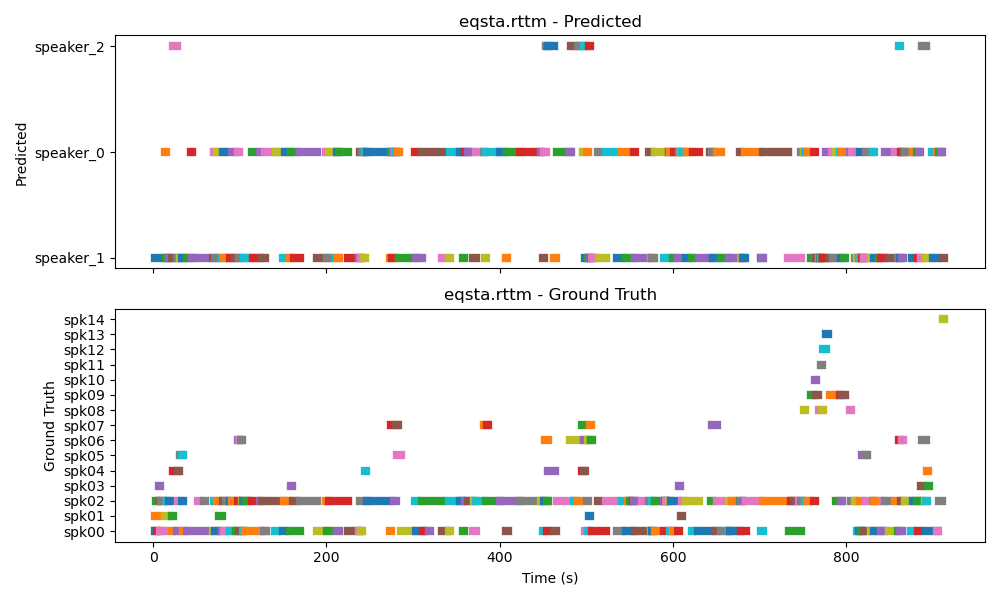 eqsta.rttm - Predicted
speaker_2
speaker_0
speaker_1
Predicted
eqsta.rttm - Ground Truth
spk14
spk13
spk12
spk11
spk10
spk09
spk08
spk07
spk06
spk05
spk04
spk03
spk02
spk01
spk00
Ground Truth
0 200 400 600 800
Time (s)